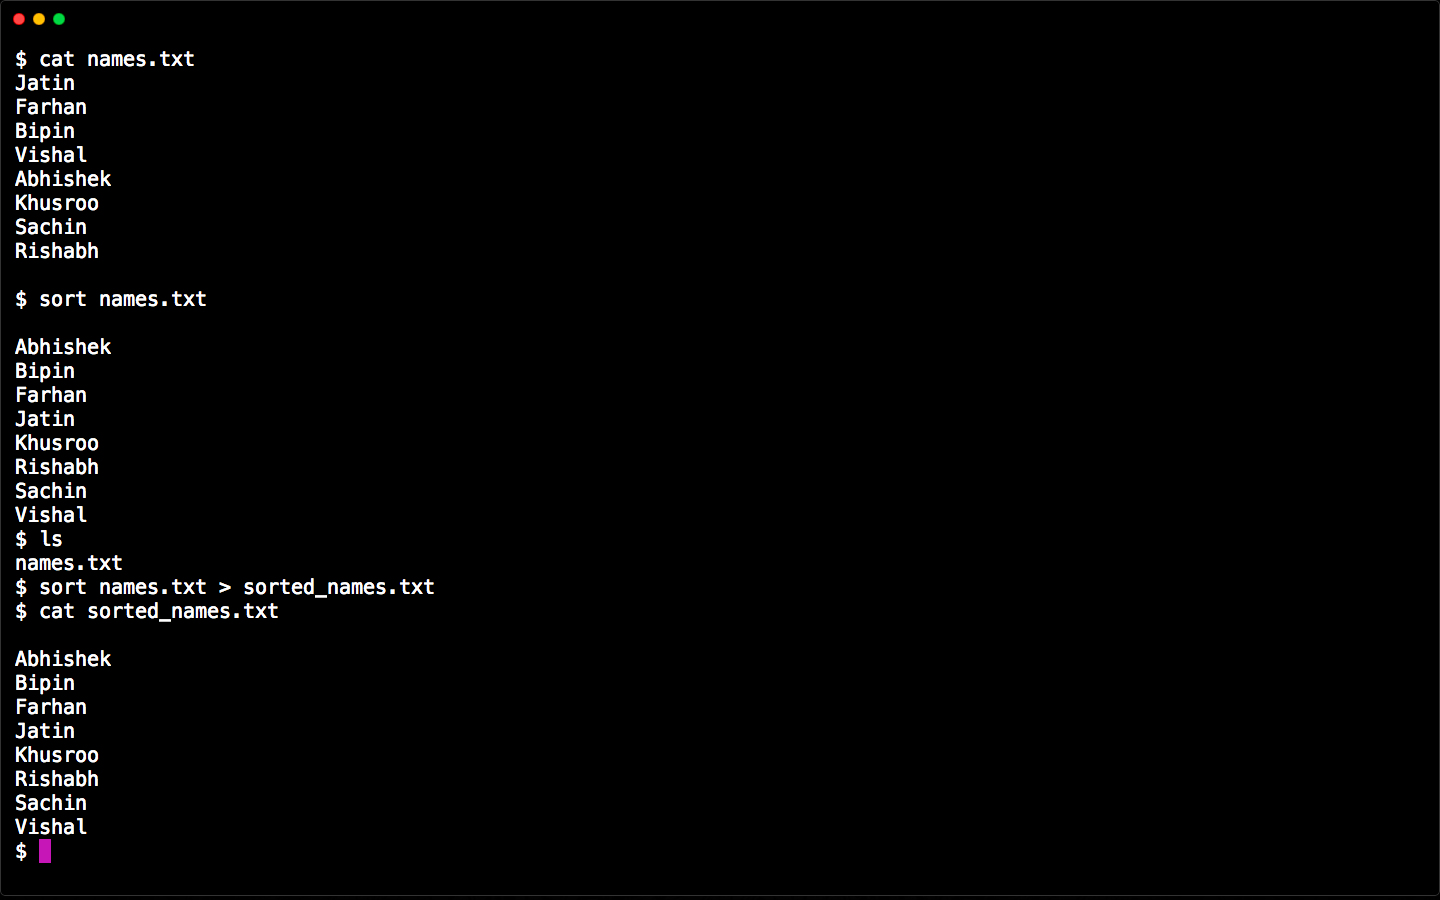 $ cat names.txt
Jatin
Farhan
Bipin
Vishal
Abhishek
Khusroo
Sachin
Rishabh

$ sort names.txt

Abhishek
Bipin
Farhan
Jatin
Khusroo
Rishabh
Sachin
Vishal
$ ls
names.txt
$ sort names.txt > sorted_names.txt
$ cat sorted_names.txt

Abhishek
Bipin
Farhan
Jatin
Khusroo
Rishabh
Sachin
Vishal
$